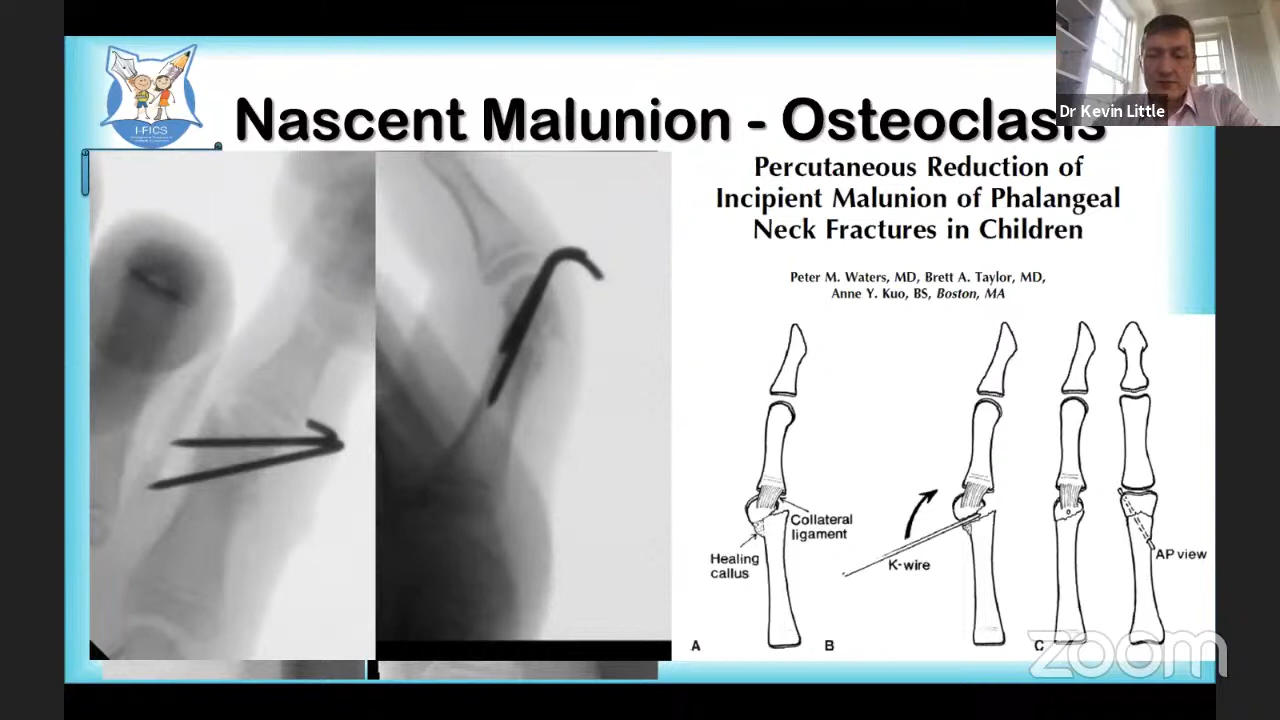 I-FICS
Nascent Malunion - Osteoclasis
Dr Kevin Little
Percutaneous Reduction of
Incipient Malunion of Phalangeal
Neck Fractures in Children
Peter M. Waters, MD, Brett A. Taylor, MD,
Anne Y. Kuo, BS, Boston, MA
Collateral
ligament
Healing
callus
K-wire
AP view
A
B
C
zoom